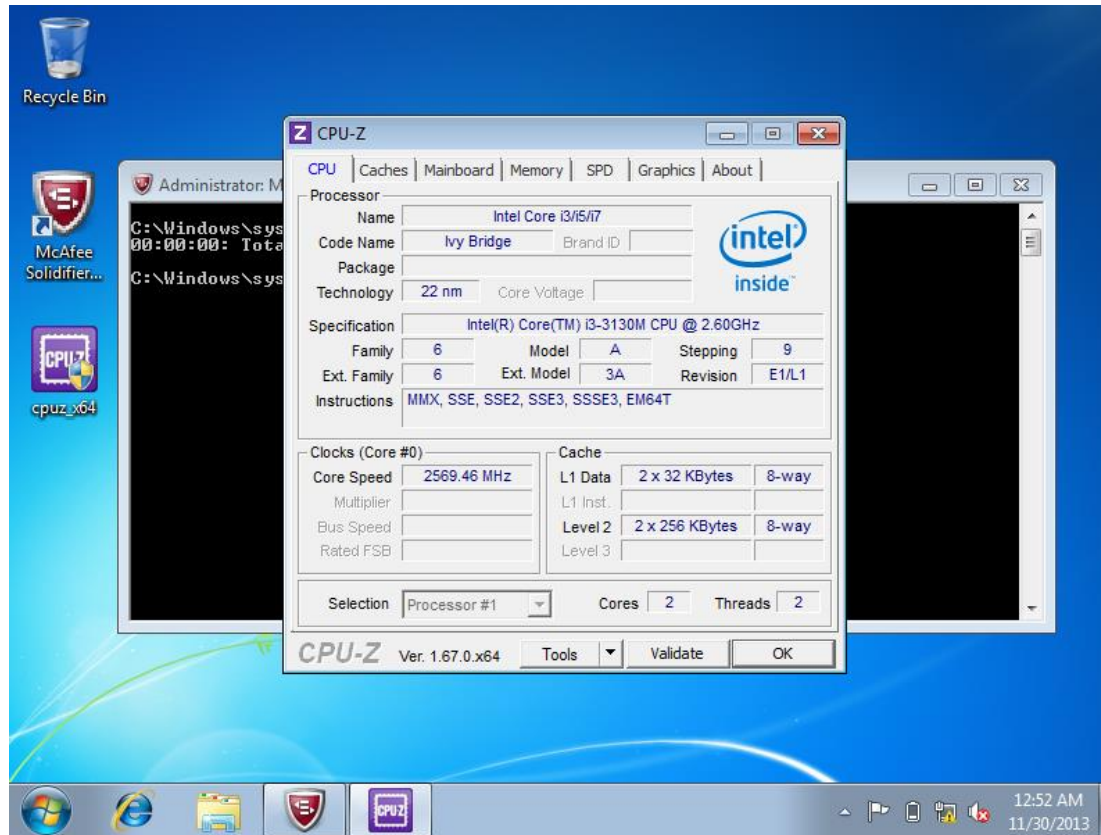 Recycle Bin
McAfee
Solidifier...
CPU-Z
cpuz_x64
Administrator: M
C:\Windows\sys
00:00:00: Tota
C:\Windows\sys
Z CPU-Z
CPU Caches Mainboard Memory SPD Graphics About
Processor
Name Intel Core i3/i5/i7
Code Name Ivy Bridge Brand ID
Package
Technology 22 nm Core Voltage
intel
inside™
Specification Intel(R) Core(TM) i3-3130M CPU @ 2.60GHz
Family 6 Model A Stepping 9
Ext. Family 6 Ext. Model 3A Revision E1/L1
Instructions MMX, SSE, SSE2, SSE3, SSSE3, EM64T
Clocks (Core #0)
Core Speed 2569.46 MHz
Multiplier
Bus Speed
Rated FSB
Cache
L1 Data 2 x 32 KBytes 8-way
L1 Inst.
Level 2 2 x 256 KBytes 8-way
Level 3
Selection Processor #1 Cores 2 Threads 2
CPU-Z Ver. 1.67.0.x64 Tools Validate OK
CPU-Z
12:52 AM
11/30/2013